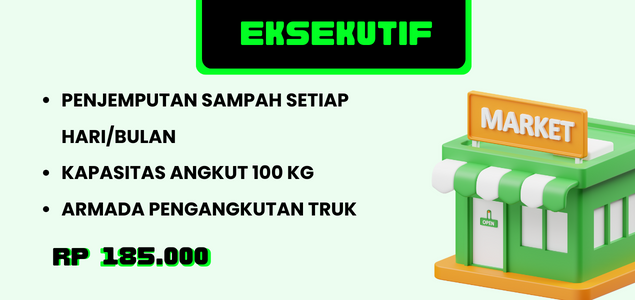 EKSEKUTIF
• PENJEMPUTAN SAMPAH SETIAP
HARI/BULAN
• KAPASITAS ANGKUT 100 KG
• ARMADA PENGANGKUTAN TRUK
RP 185.000
MARKET
OPEN